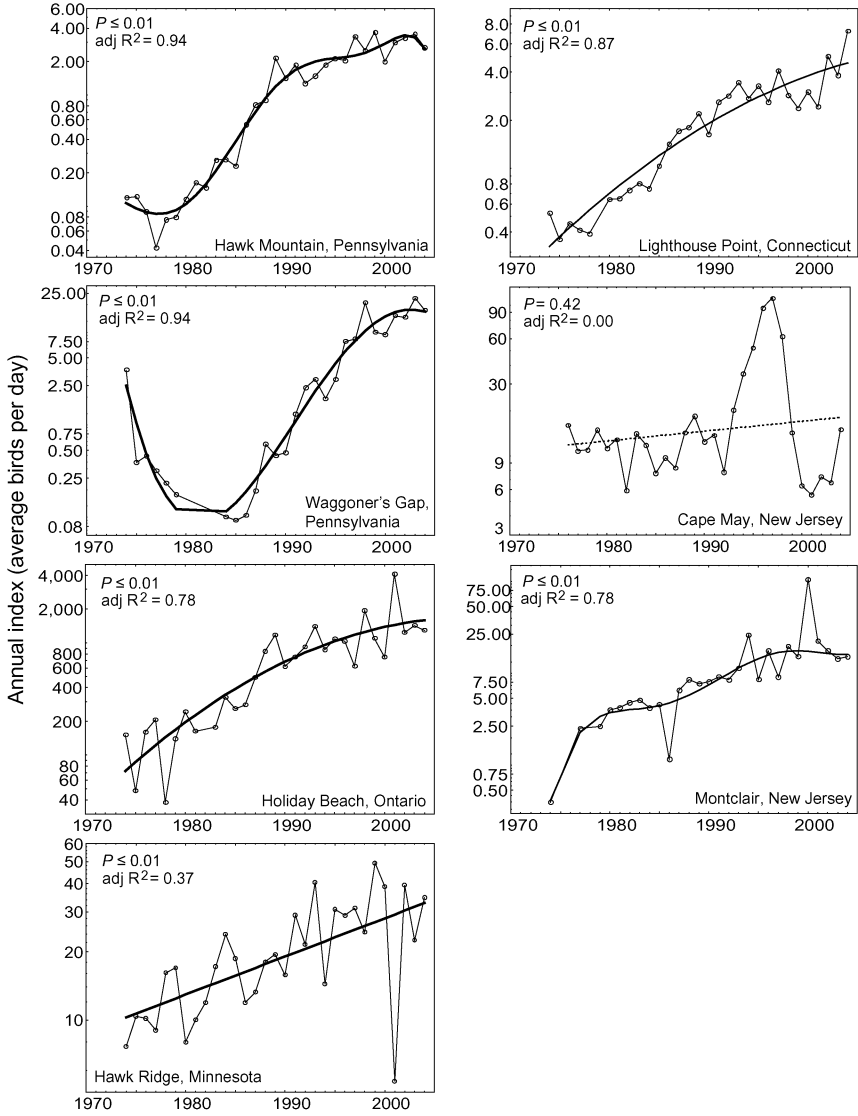 Annual index (average birds per day)
P ≤ 0.01
adj R2 = 0.94
6.00
4.00
2.00
0.80
0.60
0.40
0.20
0.08
0.06
0.04
Hawk Mountain, Pennsylvania
1970 1980 1990 2000
P ≤ 0.01
adj R2 = 0.87
8.0
6.0
4.0
2.0
0.8
0.6
0.4
Lighthouse Point, Connecticut
1970 1980 1990 2000
P ≤ 0.01
adj R2 = 0.94
25.00
7.50
5.00
2.50
0.75
0.50
0.25
0.08
Waggoner's Gap,
Pennsylvania
1970 1980 1990 2000
P = 0.42
adj R2 = 0.00
90
60
30
9
6
3
Cape May, New Jersey
1970 1980 1990 2000
P ≤ 0.01
adj R2 = 0.78
4,000
2,000
800
600
400
200
80
60
40
Holiday Beach, Ontario
1970 1980 1990 2000
P ≤ 0.01
adj R2 = 0.78
75.00
50.00
25.00
7.50
5.00
2.50
0.75
0.50
Montclair, New Jersey
1970 1980 1990 2000
P ≤ 0.01
adj R2 = 0.37
60
50
40
30
20
10
Hawk Ridge, Minnesota
1970 1980 1990 2000